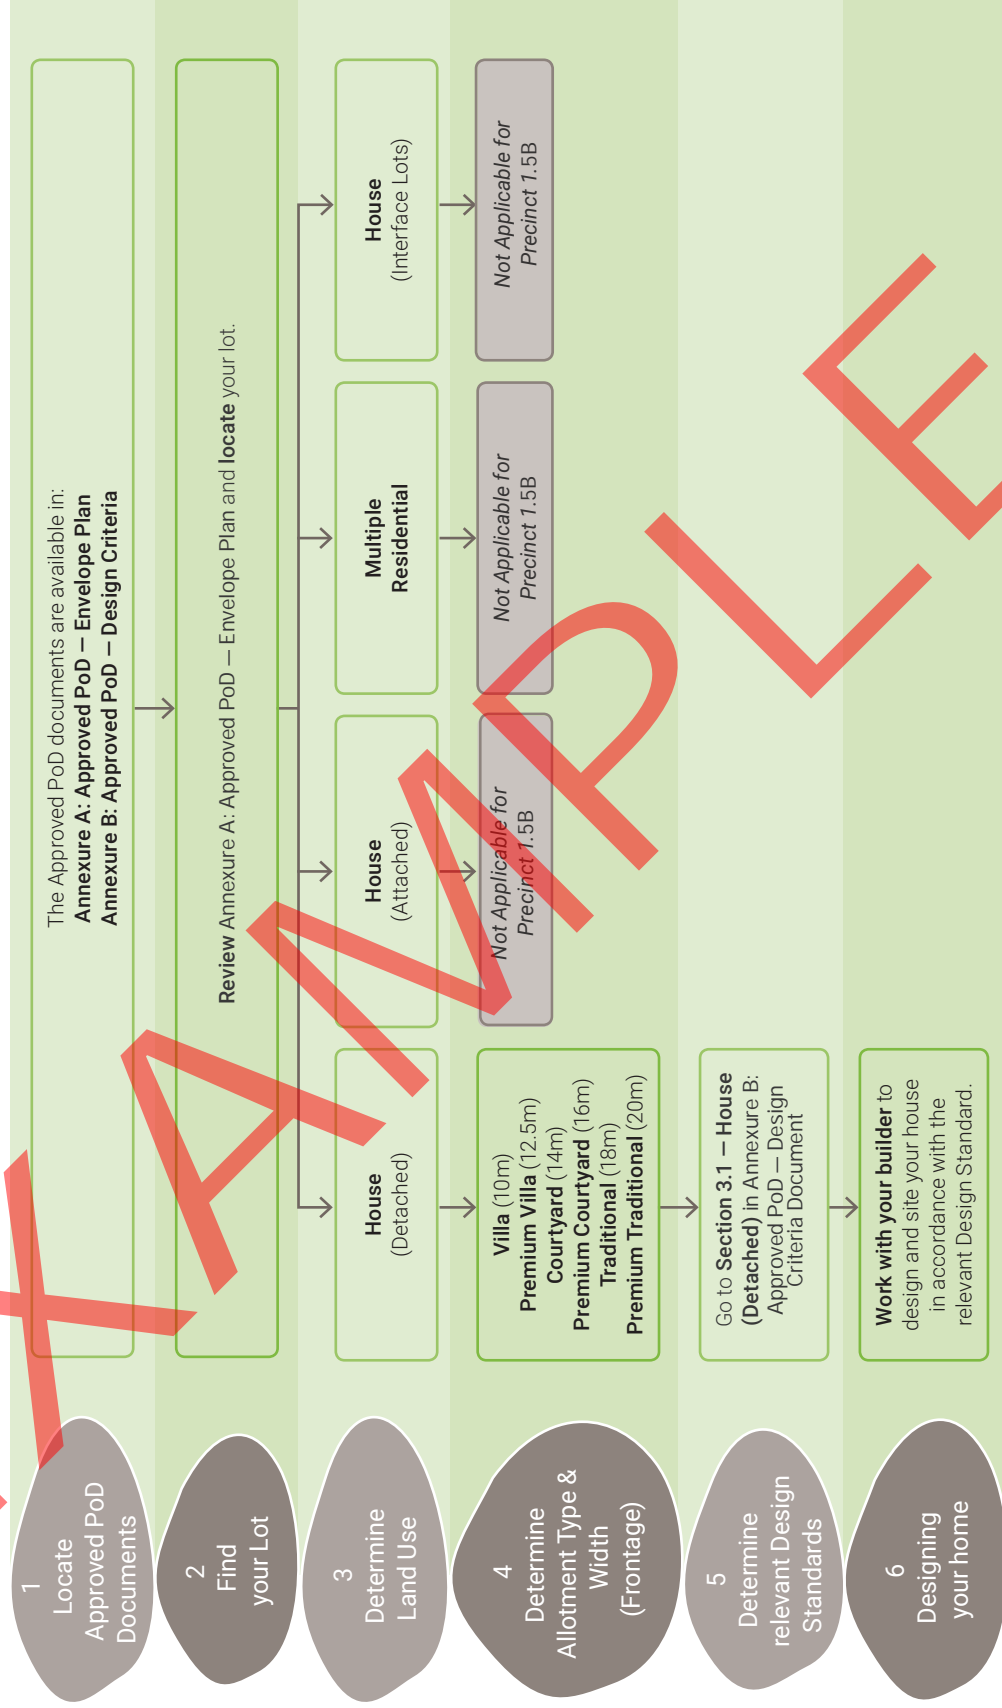 1
Locate
Approved PoD
Documents
The Approved PoD documents are available in:
Annexure A: Approved PoD — Envelope Plan
Annexure B: Approved PoD — Design Criteria
2
Find
your Lot
Review Annexure A: Approved PoD — Envelope Plan and locate your lot.
3
Determine
Land Use
House
(Detached)
House
(Attached)
Multiple
Residential
House
(Interface Lots)
4
Determine
Allotment Type &
Width
(Frontage)
Villa (10m)
Premium Villa (12.5m)
Courtyard (14m)
Premium Courtyard (16m)
Traditional (18m)
Premium Traditional (20m)
Not Applicable for
Precinct 1.5B
Not Applicable for
Precinct 1.5B
Not Applicable for
Precinct 1.5B
5
Determine
relevant Design
Standards
Go to Section 3.1 — House
(Detached) in Annexure B:
Approved PoD — Design
Criteria Document
6
Designing
your home
Work with your builder to
design and site your house
in accordance with the
relevant Design Standard.
XAMPLE